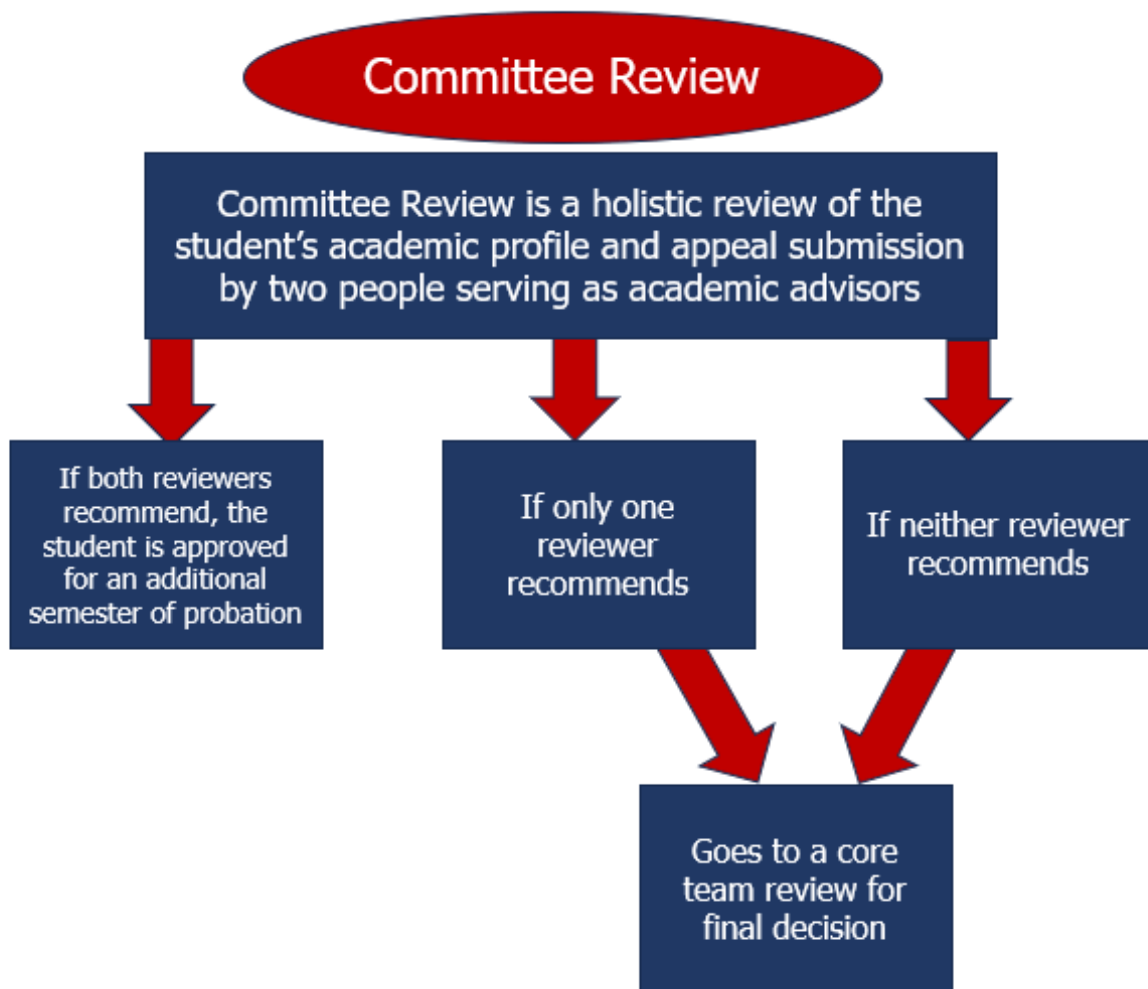 Committee Review
Committee Review is a holistic review of the
student’s academic profile and appeal submission
by two people serving as academic advisors
If both reviewers
recommend, the
student is approved
for an additional
semester of probation
If only one
reviewer
recommends
If neither reviewer
recommends
Goes to a core
team review for
final decision